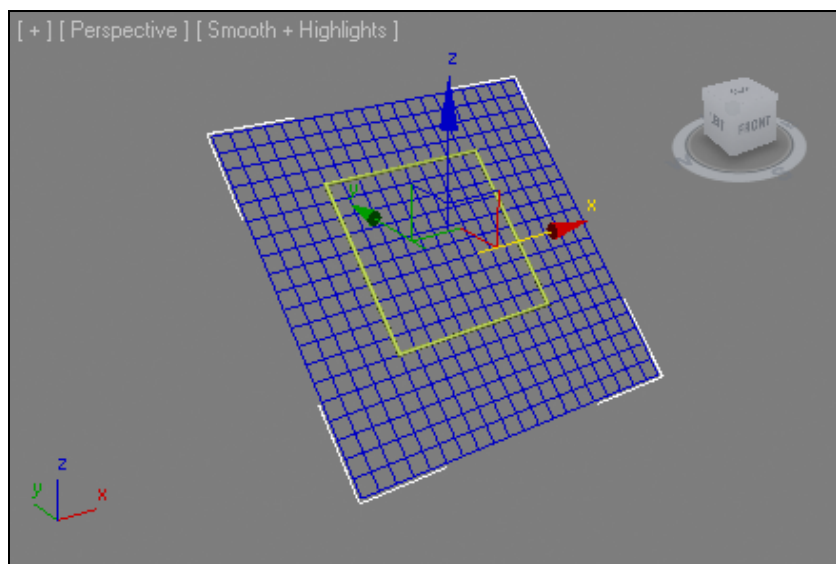 [ + ] [ Perspective ] [ Smooth + Highlights ]
z
y
x
FRONT
z
y
x